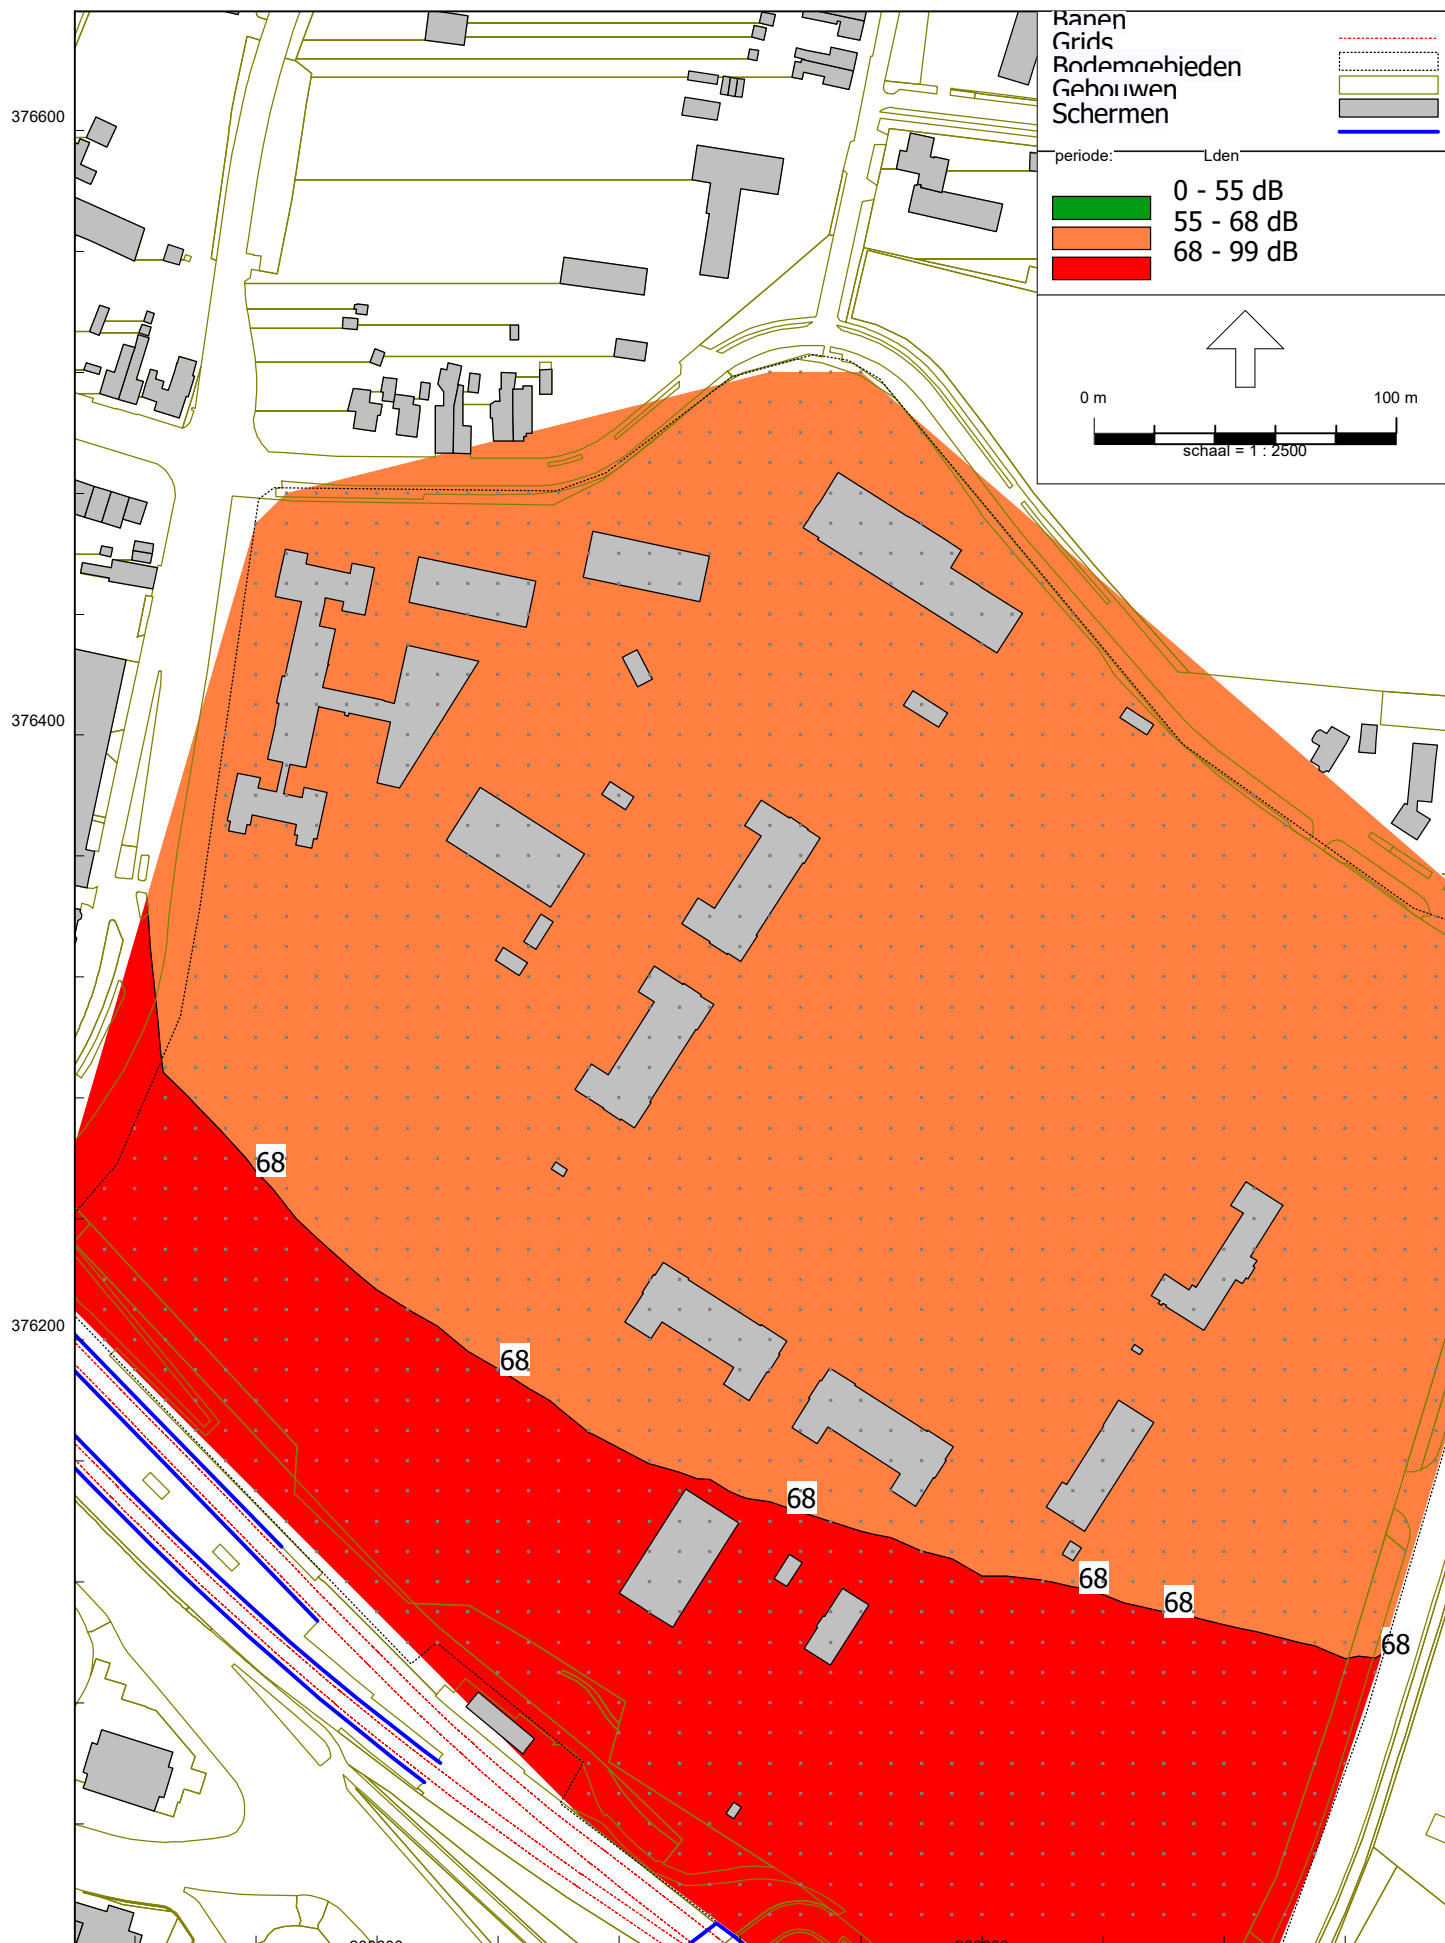 Banen
Grids
Bodemgebieden
Gebouwen
Schermen
periode: Lden
0 - 55 dB
55 - 68 dB
68 - 99 dB
0 m 100 m
schaal = 1 : 2500
376600
376400
376200
68
68
68
68
68
68